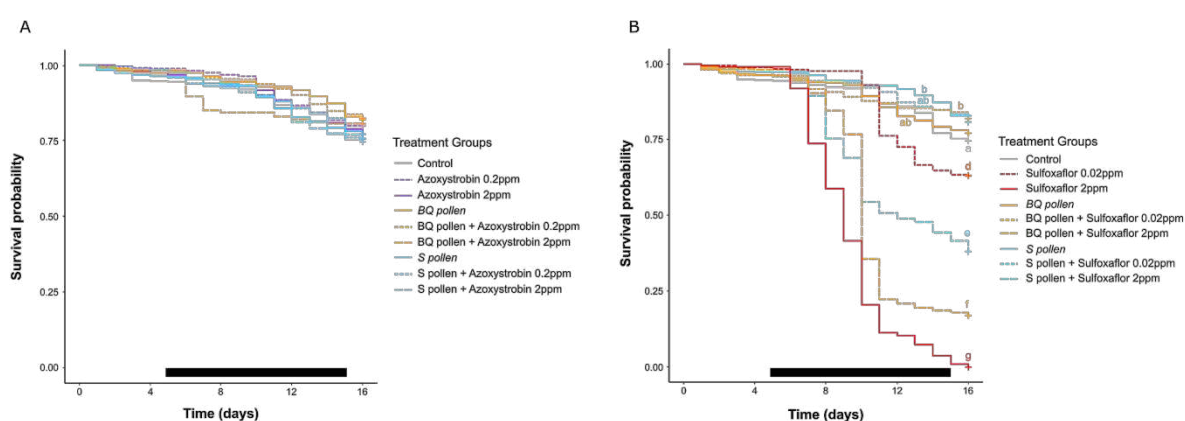 A
Survival probability
1.00
0.75
0.50
0.25
0.00
0
4
8
12
16
Time (days)
Treatment Groups
Control
Azoxystrobin 0.2ppm
Azoxystrobin 2ppm
BQ pollen
BQ pollen + Azoxystrobin 0.2ppm
BQ pollen + Azoxystrobin 2ppm
S pollen
S pollen + Azoxystrobin 0.2ppm
S pollen + Azoxystrobin 2ppm
B
Survival probability
1.00
0.75
0.50
0.25
0.00
b
ab
b
ab
a
d
e
f
g
0
4
8
12
16
Time (days)
Treatment Groups
Control
Sulfoxaflor 0.02ppm
Sulfoxaflor 2ppm
BQ pollen
BQ pollen + Sulfoxaflor 0.02ppm
BQ pollen + Sulfoxaflor 2ppm
S pollen
S pollen + Sulfoxaflor 0.02ppm
S pollen + Sulfoxaflor 2ppm